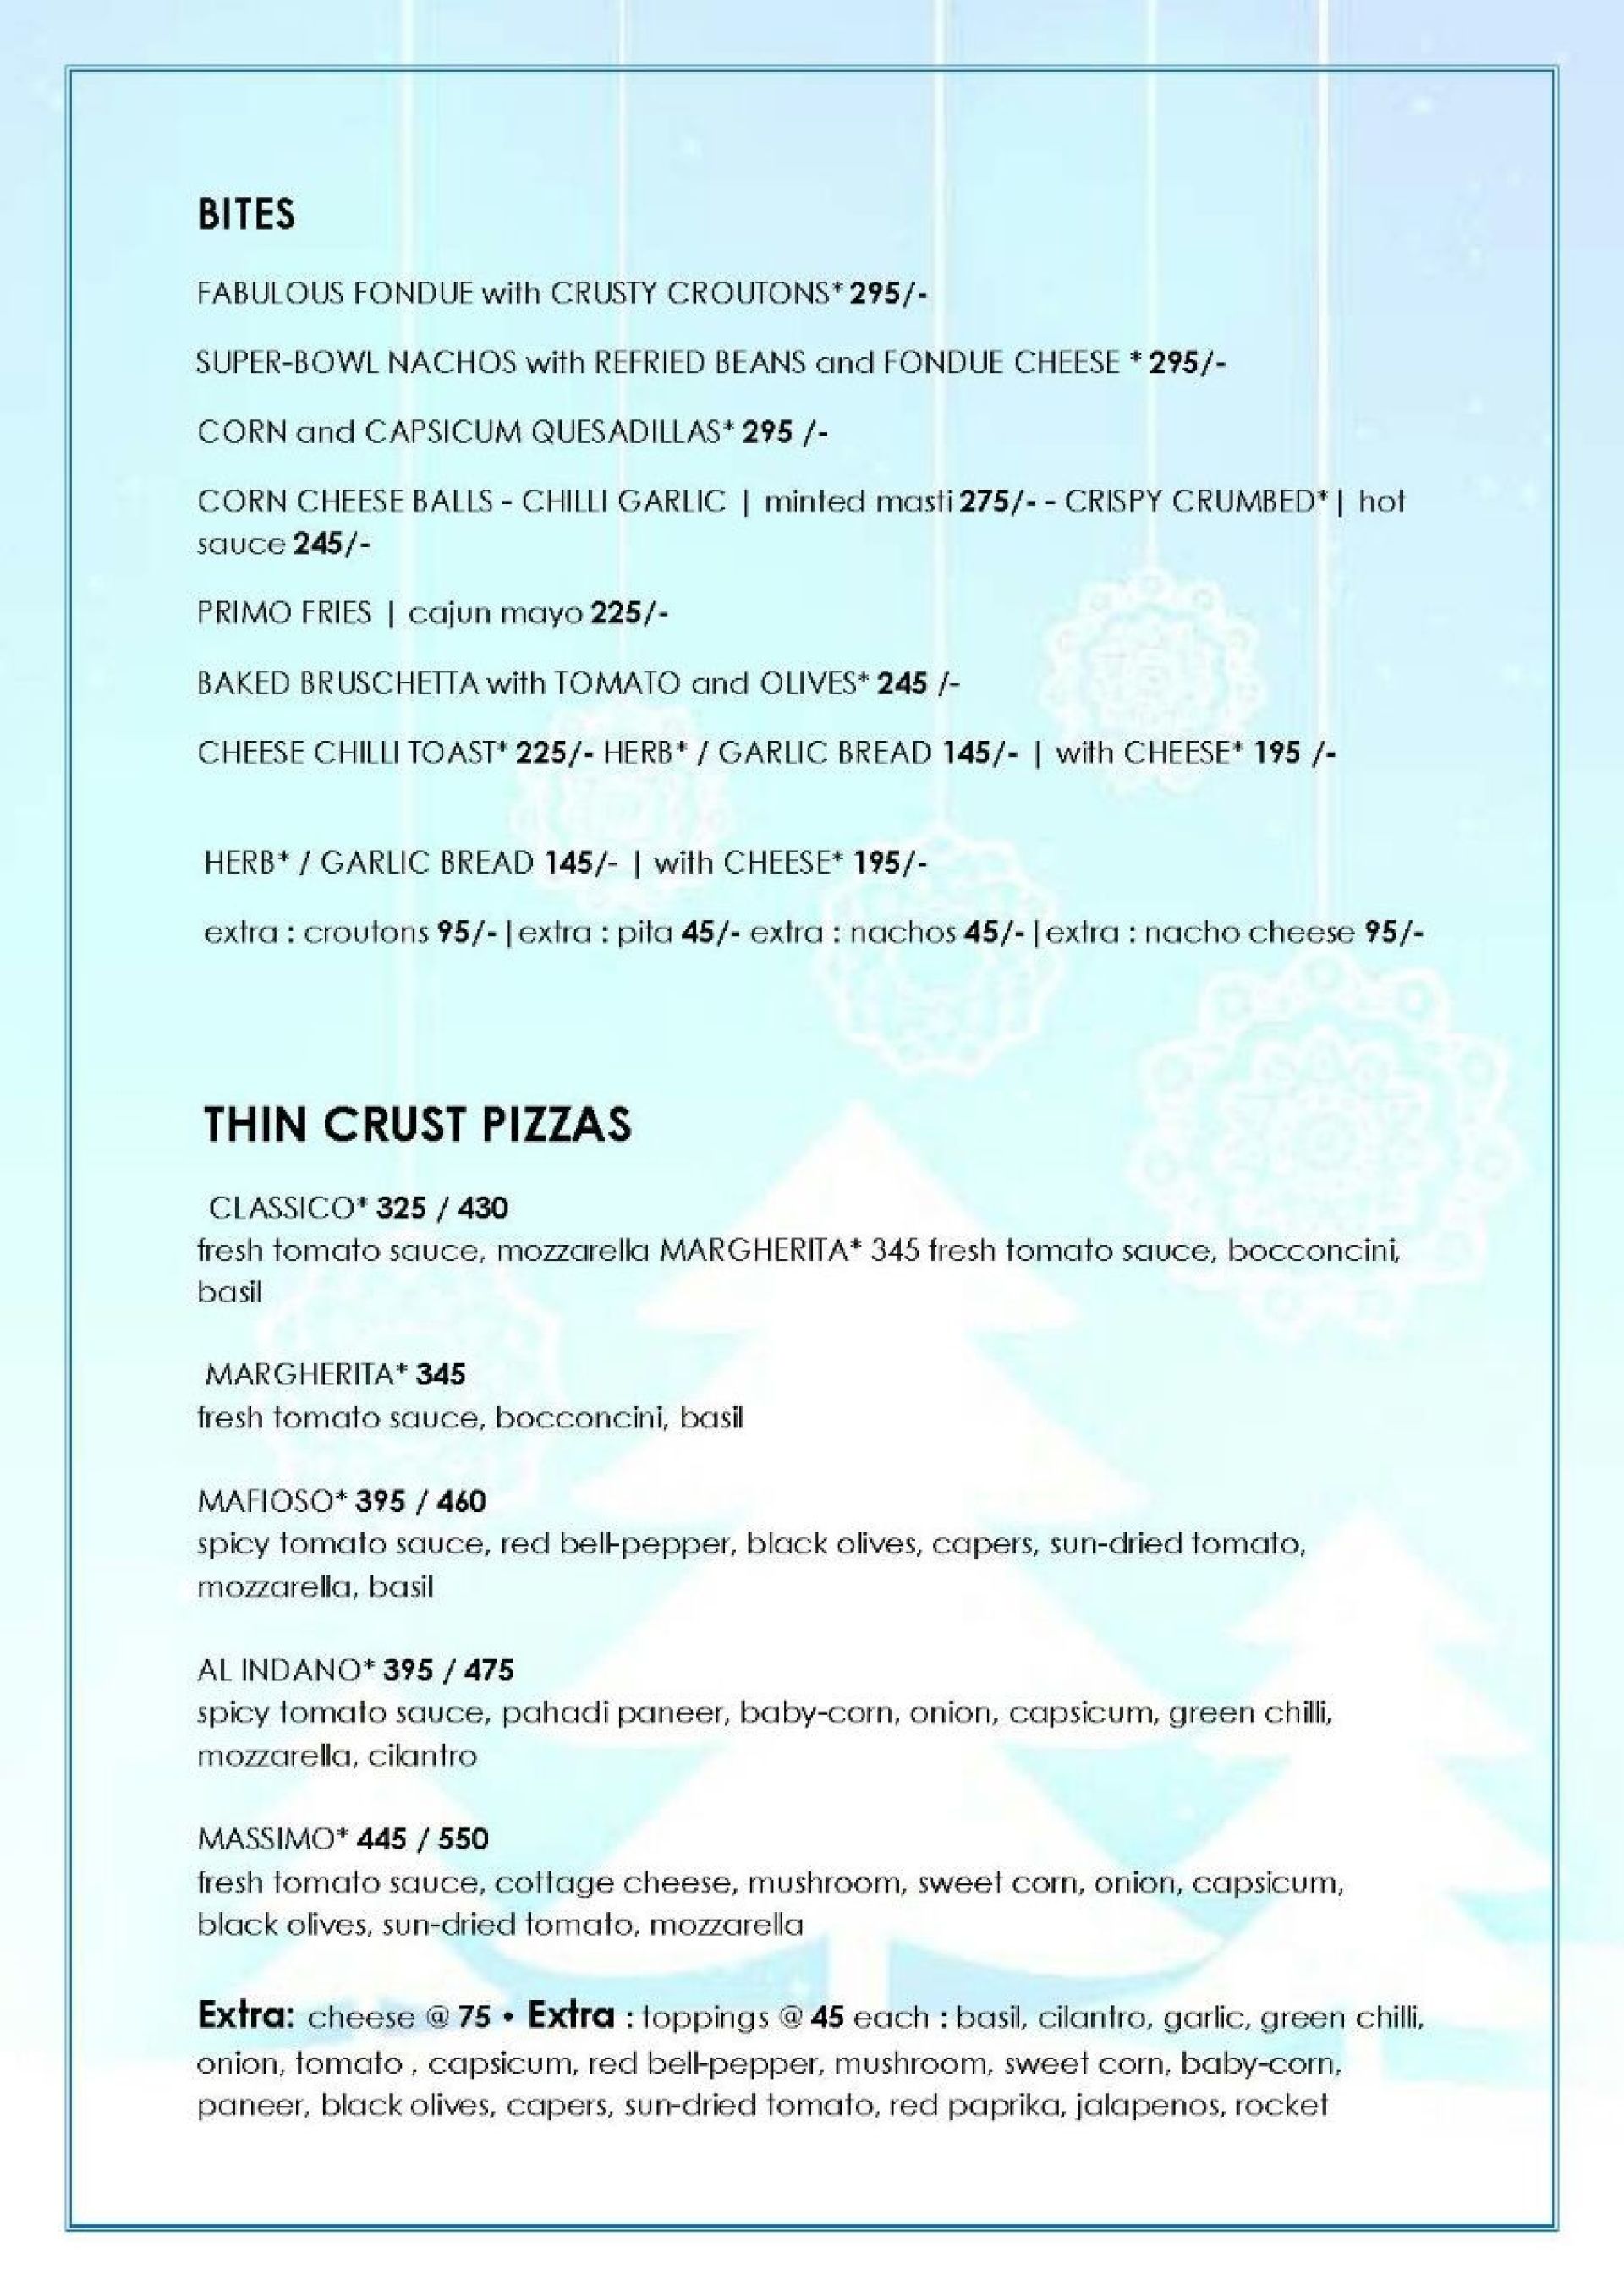 BITES
FABULOUS FONDUE with CRUSTY CROUTONS* 295/-
SUPER-BOWL NACHOS with REFRIED BEANS and FONDUE CHEESE * 295/-
CORN and CAPSICUM QUESADILLAS* 295 /-
CORN CHEESE BALLS - CHILLI GARLIC | minted masti 275/- - CRISPY CRUMBED* | hot
sauce 245/-
PRIMO FRIES | cajun mayo 225/-
BAKED BRUSCHETTA with TOMATO and OLIVES* 245 /-
CHEESE CHILLI TOAST* 225/- HERB* / GARLIC BREAD 145/- | with CHEESE* 195 /-
HERB* / GARLIC BREAD 145/- | with CHEESE* 195/-
extra : croutons 95/- |extra : pita 45/- extra : nachos 45/- |extra : nacho cheese 95/-
THIN CRUST PIZZAS
CLASSICO* 325 / 430
fresh tomato sauce, mozzarella MARGHERITA* 345 fresh tomato sauce, bocconcini,
basil
MARGHERITA* 345
fresh tomato sauce, bocconcini, basil
MAFIOSO* 395 / 460
spicy tomato sauce, red bell-pepper, black olives, capers, sun-dried tomato,
mozzarella, basil
AL INDANO* 395 / 475
spicy tomato sauce, pahadi paneer, baby-corn, onion, capsicum, green chilli,
mozzarella, cilantro
MASSIMO* 445 / 550
fresh tomato sauce, cottage cheese, mushroom, sweet corn, onion, capsicum,
black olives, sun-dried tomato, mozzarella
Extra: cheese @ 75 • Extra : toppings @ 45 each : basil, cilantro, garlic, green chilli,
onion, tomato , capsicum, red bell-pepper, mushroom, sweet corn, baby-corn,
paneer, black olives, capers, sun-dried tomato, red paprika, jalapenos, rocket